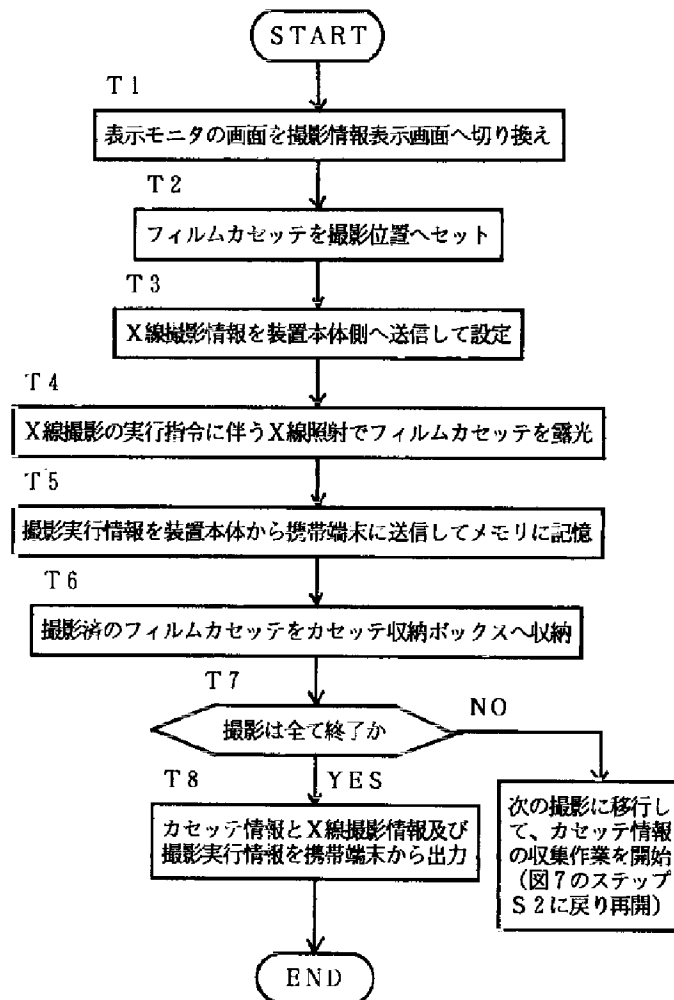 START
T1
表示モニタの画面を撮影情報表示画面へ切り換え
T2
フィルムカセッテを撮影位置へセット
T3
X線撮影情報を装置本体側へ送信して設定
T4
X線撮影の実行指令に伴うX線照射でフィルムカセッテを露光
T5
撮影実行情報を装置本体から携帯端末に送信してメモリに記憶
T6
撮影済のフィルムカセッテをカセッテ収納ボックスへ収納
T7
撮影は全て終了か
NO
YES
T8
カセッテ情報とX線撮影情報及び
撮影実行情報を携帯端末から出力
次の撮影に移行し
て、カセッテ情報
の収集作業を開始
（図7のステップ
S2に戻り再開）
END